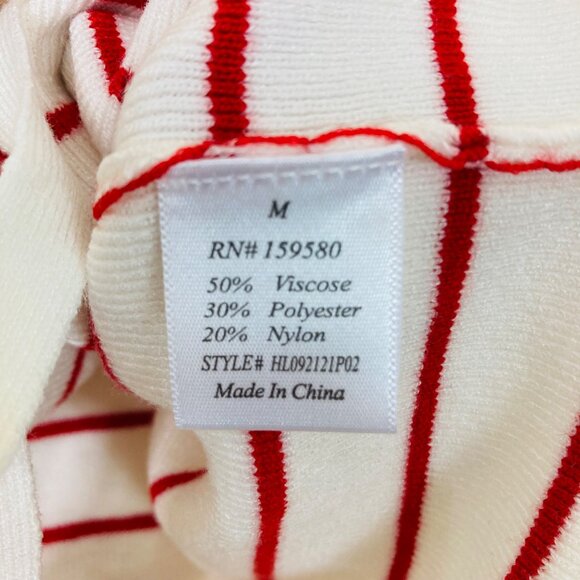 M
RN# 159580
50% Viscose
30% Polyester
20% Nylon
STYLE# HL092121P02
Made In China